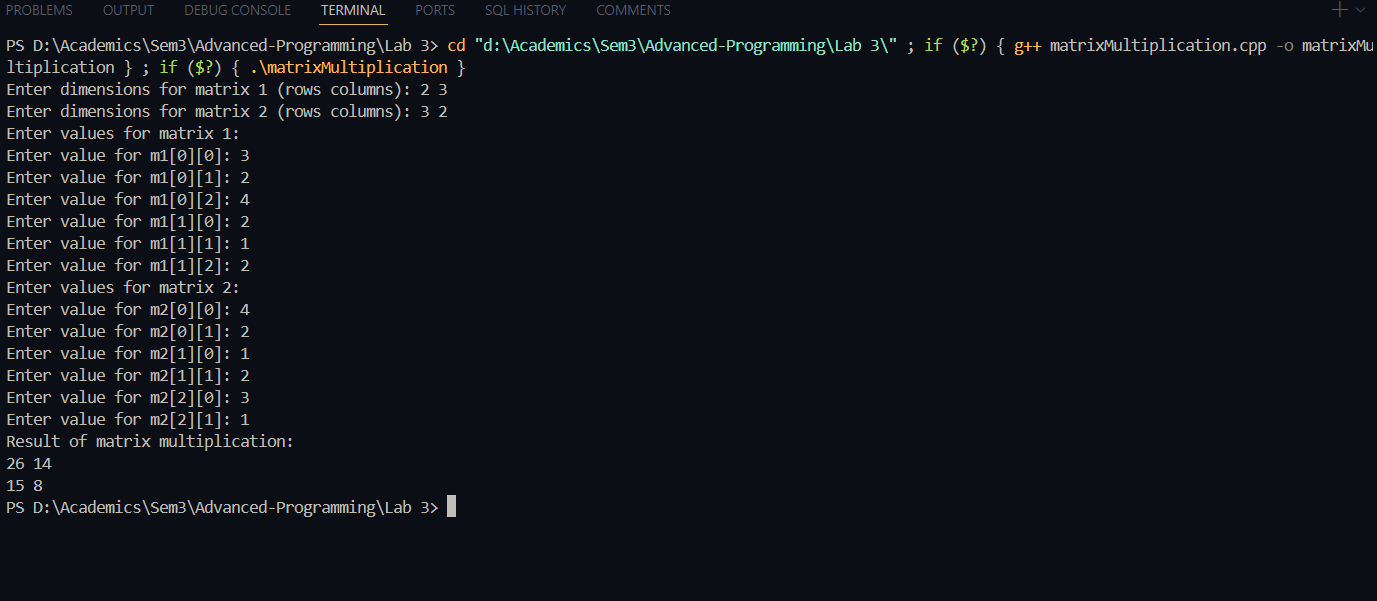 PROBLEMS OUTPUT DEBUG CONSOLE TERMINAL PORTS SQL HISTORY COMMENTS
PS D:\Academics\Sem3\Advanced-Programming\Lab 3> cd "d:\Academics\Sem3\Advanced-Programming\Lab 3\" ; if ($?) { g++ matrixMultiplication.cpp -o matrixMu
ltiplication } ; if ($?) { .\matrixMultiplication }
Enter dimensions for matrix 1 (rows columns): 2 3
Enter dimensions for matrix 2 (rows columns): 3 2
Enter values for matrix 1:
Enter value for m1[0][0]: 3
Enter value for m1[0][1]: 2
Enter value for m1[0][2]: 4
Enter value for m1[1][0]: 2
Enter value for m1[1][1]: 1
Enter value for m1[1][2]: 2
Enter values for matrix 2:
Enter value for m2[0][0]: 4
Enter value for m2[0][1]: 2
Enter value for m2[1][0]: 1
Enter value for m2[1][1]: 2
Enter value for m2[2][0]: 3
Enter value for m2[2][1]: 1
Result of matrix multiplication:
26 14
15 8
PS D:\Academics\Sem3\Advanced-Programming\Lab 3>